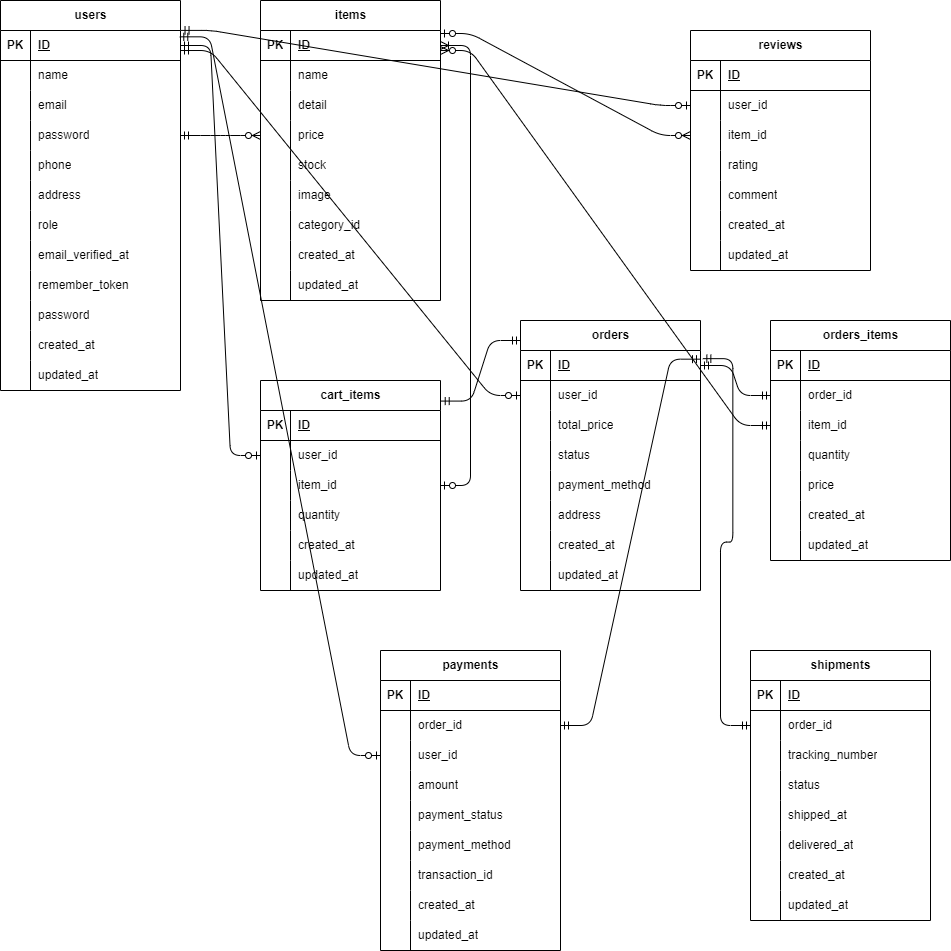 users
PK ID
name
email
password
phone
address
role
email_verified_at
remember_token
password
created_at
updated_at
items
PK ID
name
detail
price
stock
image
category_id
created_at
updated_at
reviews
PK ID
user_id
item_id
rating
comment
created_at
updated_at
cart_items
PK ID
user_id
item_id
quantity
created_at
updated_at
orders
PK ID
user_id
total_price
status
payment_method
address
created_at
updated_at
orders_items
PK ID
order_id
item_id
quantity
price
created_at
updated_at
payments
PK ID
order_id
user_id
amount
payment_status
payment_method
transaction_id
created_at
updated_at
shipments
PK ID
order_id
tracking_number
status
shipped_at
delivered_at
created_at
updated_at